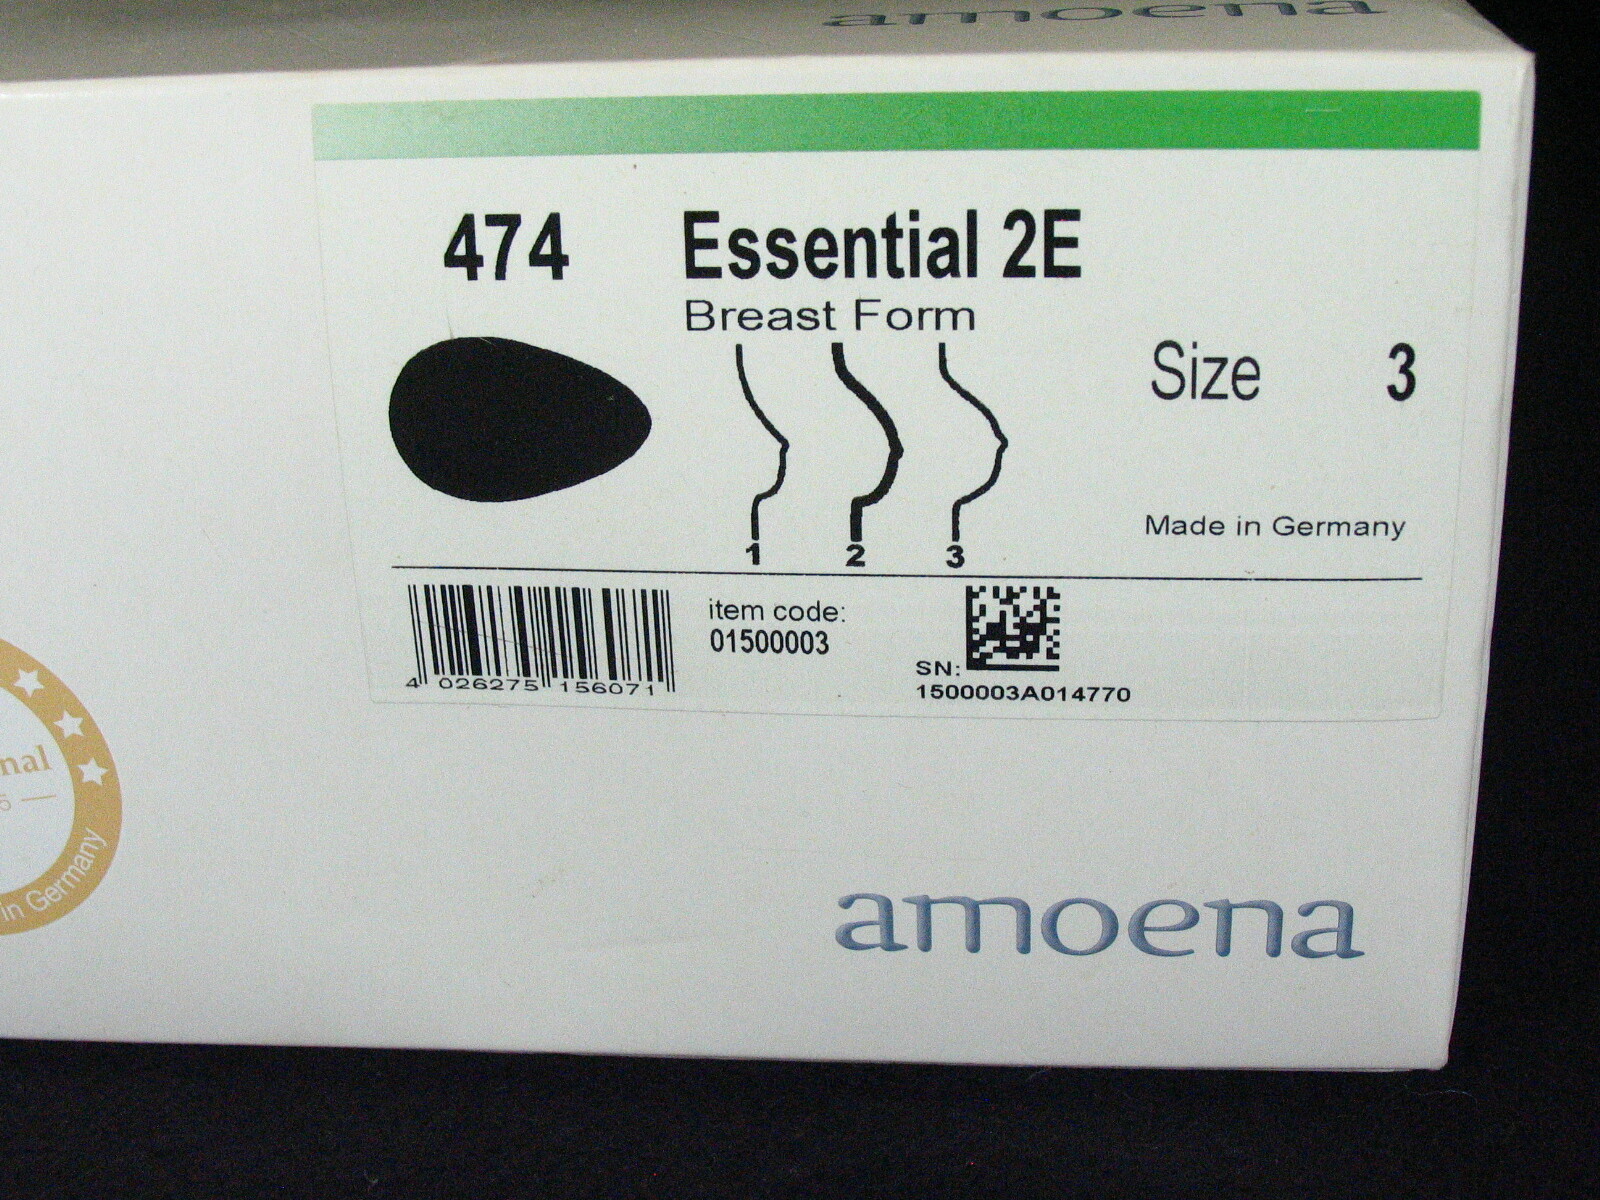 amoena
474 Essential 2E
Breast Form
Size 3
1 2 3
Made in Germany
4 026275 156071
item code:
01500003
SN:
1500003A014770
in Germany
amoena